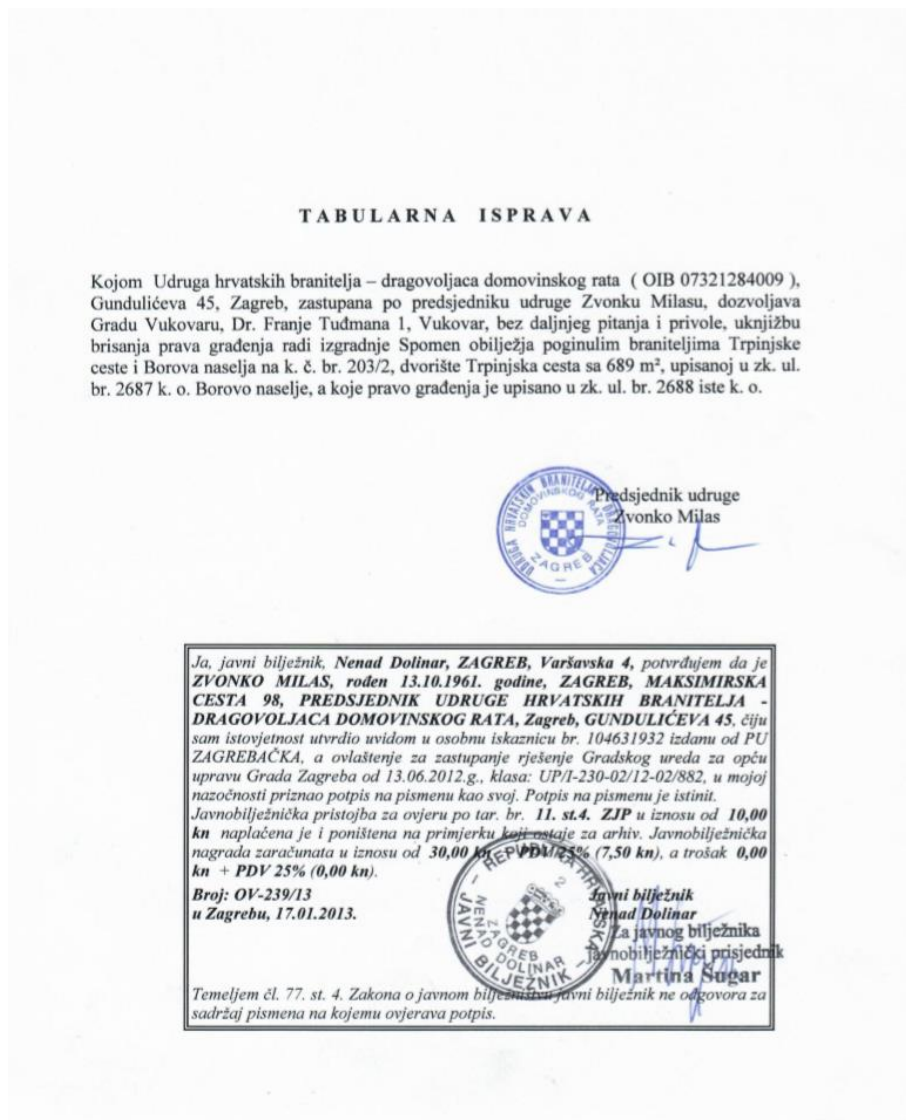 TABULARNA ISPRAVA
Kojom Udruga hrvatskih branitelja – dragovoljaca domovinskog rata ( OIB 07321284009 ),
Gundulićeva 45, Zagreb, zastupana po predsjedniku udruge Zvonku Milasu, dozvoljava
Gradu Vukovaru, Dr. Franje Tuđmana 1, Vukovar, bez daljnjeg pitanja i privole, uknjižbu
brisanja prava građenja radi izgradnje Spomen obilježja poginulim braniteljima Trpinjske
ceste i Borova naselja na k. č. br. 203/2, dvorište Trpinjska cesta sa 689 m², upisanoj u zk. ul.
br. 2687 k. o. Borovo naselje, a koje pravo građenja je upisano u zk. ul. br. 2688 iste k. o.
Predsjednik udruge
Zvonko Milas
UDRUGA HRVATSKIH BRANITELJA DRAGOVOLJACA
DOMOVINSKOG RATA
ZAGREB
Ja, javni bilježnik, Nenad Dolinar, ZAGREB, Varšavska 4, potvrđujem da je
ZVONKO MILAS, rođen 13.10.1961. godine, ZAGREB, MAKSIMIRSKA
CESTA 98, PREDSJEDNIK UDRUGE HRVATSKIH BRANITELJA -
DRAGOVOLJACA DOMOVINSKOG RATA, Zagreb, GUNDULIĆEVA 45, čiju
sam istovjetnost utvrdio uvidom u osobnu iskaznicu br. 104631932 izdanu od PU
ZAGREBAČKA, a ovlaštenje za zastupanje rješenje Gradskog ureda za opću
upravu Grada Zagreba od 13.06.2012.g., klasa: UP/I-230-02/12-02/882, u mojoj
nazočnosti priznao potpis na pismenu kao svoj. Potpis na pismenu je istinit.
Javnobilježnička pristojba za ovjeru po tar. br. 11. st.4. ZJP u iznosu od 10,00
kn naplaćena je i poništena na primjerku koji ostaje za arhiv. Javnobilježnička
nagrada zaračunata u iznosu od 30,00 kn + PDV 25% (7,50 kn), a trošak 0,00
kn + PDV 25% (0,00 kn).
Broj: OV-239/13
u Zagrebu, 17.01.2013.
REPUBLIKA HRVATSKA
2
NENAD DOLINAR
ZAGREB
JAVNI BILJEŽNIK
Javni bilježnik
Nenad Dolinar
Za javnog bilježnika
Javnobilježnički prisjednik
Martina Šugar
Temeljem čl. 77. st. 4. Zakona o javnom bilježništvu javni bilježnik ne odgovora za
sadržaj pismena na kojemu ovjerava potpis.